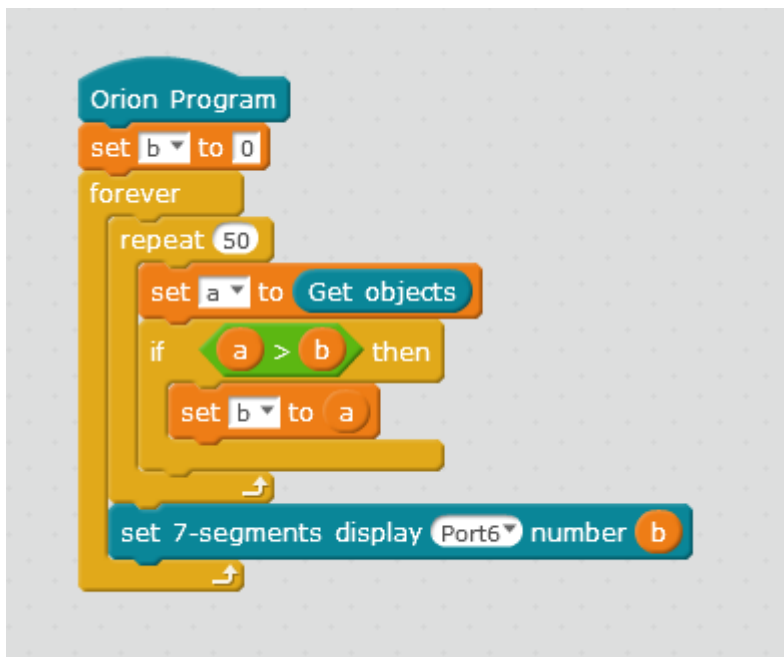 Orion Program
set b to 0
forever
repeat 50
set a to Get objects
if a > b then
set b to a
set 7-segments display Port6 number b